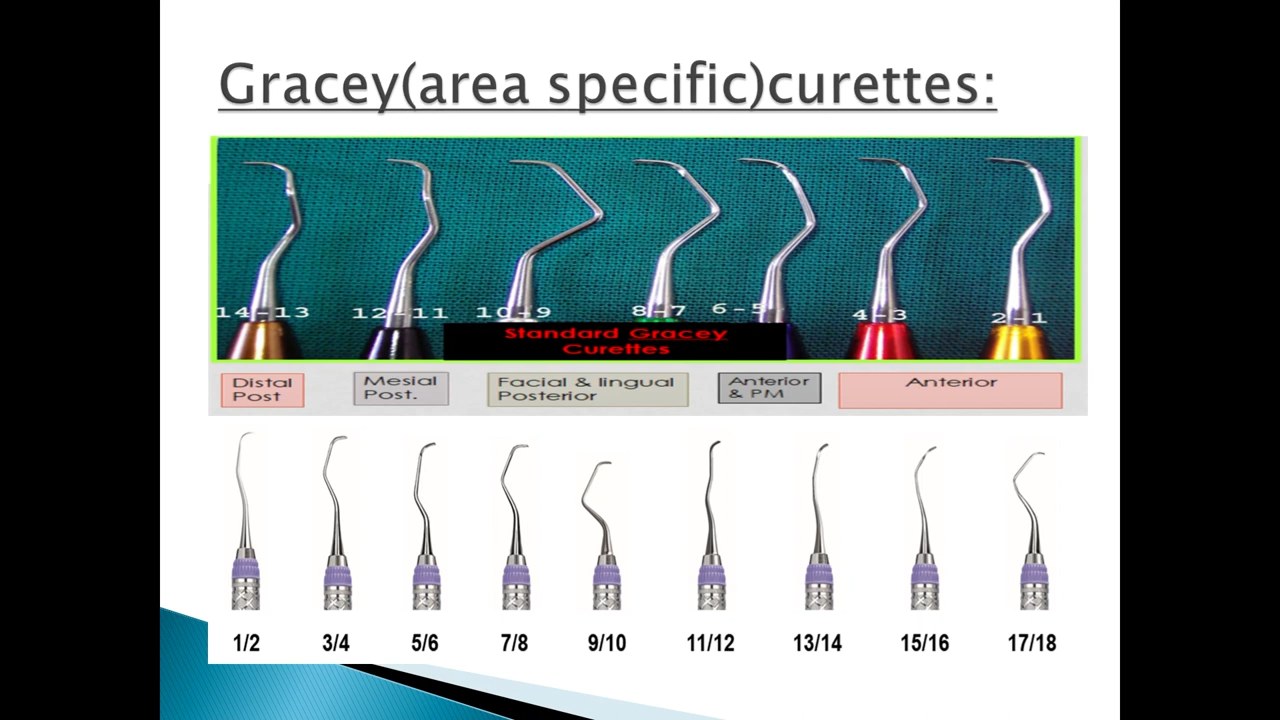 Gracey(area specific)curettes:
14-13 12-11 10-9 8-7 6-5 4-3 2-1
Standard Gracey
Curettes
Distal
Post
Mesial
Post.
Facial & lingual
Posterior
Anterior
& PM
Anterior
1/2 3/4 5/6 7/8 9/10 11/12 13/14 15/16 17/18